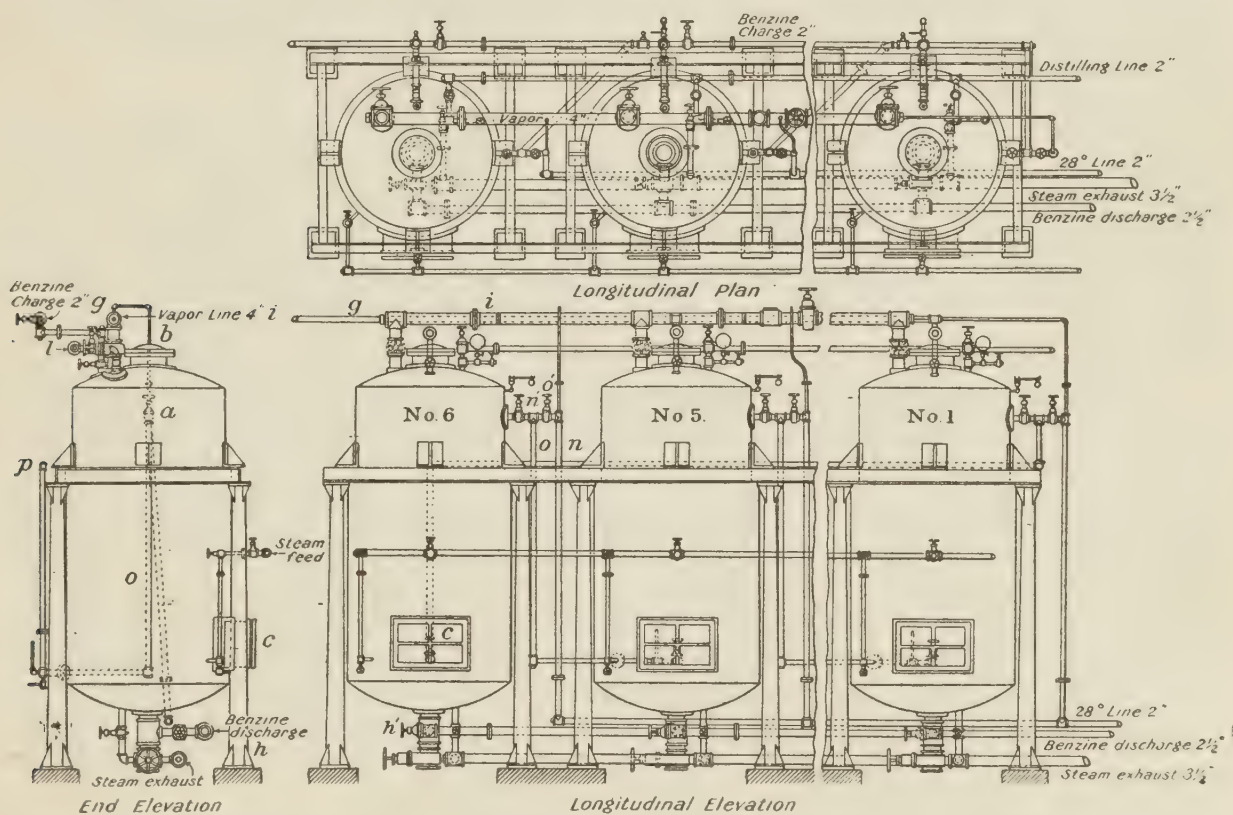 Benzine
Charge 2"
Distilling Line 2"
Vapor 4"
28° Line 2"
Steam exhaust 3½"
Benzine discharge 2½"
Longitudinal Plan
Benzine
Charge 2"
g
Vapor Line 4"
i
g
i
b
l
a
No. 6
n'
o'
No 5.
No. 1
o
n
p
Steam
feed
o
c
c
Benzine
discharge
h
h'
28° Line 2"
Benzine discharge 2½"
Steam exhaust
Steam exhaust 3½"
End Elevation
Longitudinal Elevation